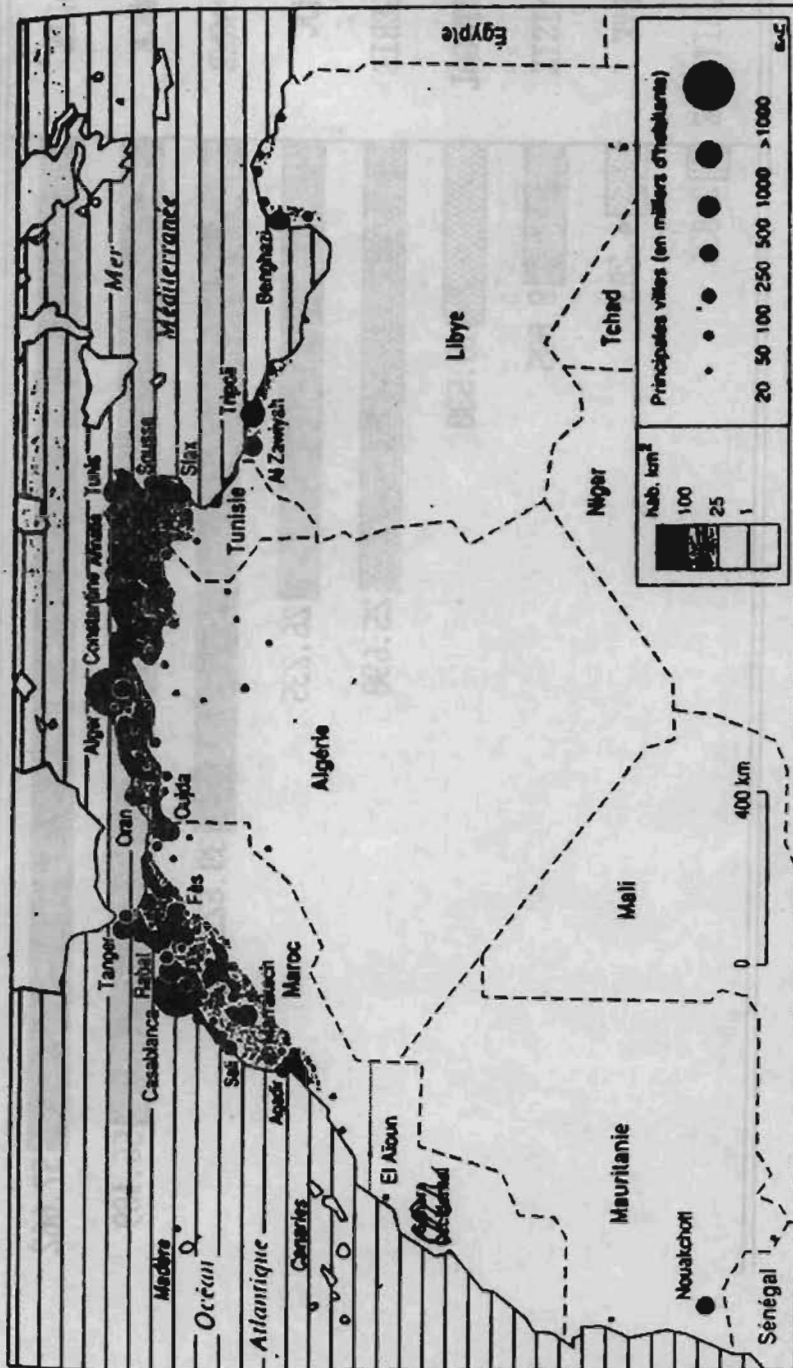 Mer
Méditerranée
Océan
Atlantique
Madère
Canaries
Tanger
Rabat
Casablanca
Safi
Marrakech
Agadir
Fès
Oujda
Oran
Alger
Constantine
Annaba
Tunis
Sousse
Sfax
Tripoli
Al Zawiyah
Benghazi
El Aïoun
Nouakchott
Maroc
Algérie
Tunisie
Libye
Egypte
Mauritanie
Mali
Niger
Tchad
Sénégal
0 400 km
hab. km²
100
25
1
Principales villes (en milliers d'habitants)
20 50 100 250 500 1000 >1000